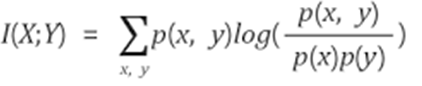 I(X;Y) = ∑p(x, y)log(p(x, y)/p(x)p(y))
x, y